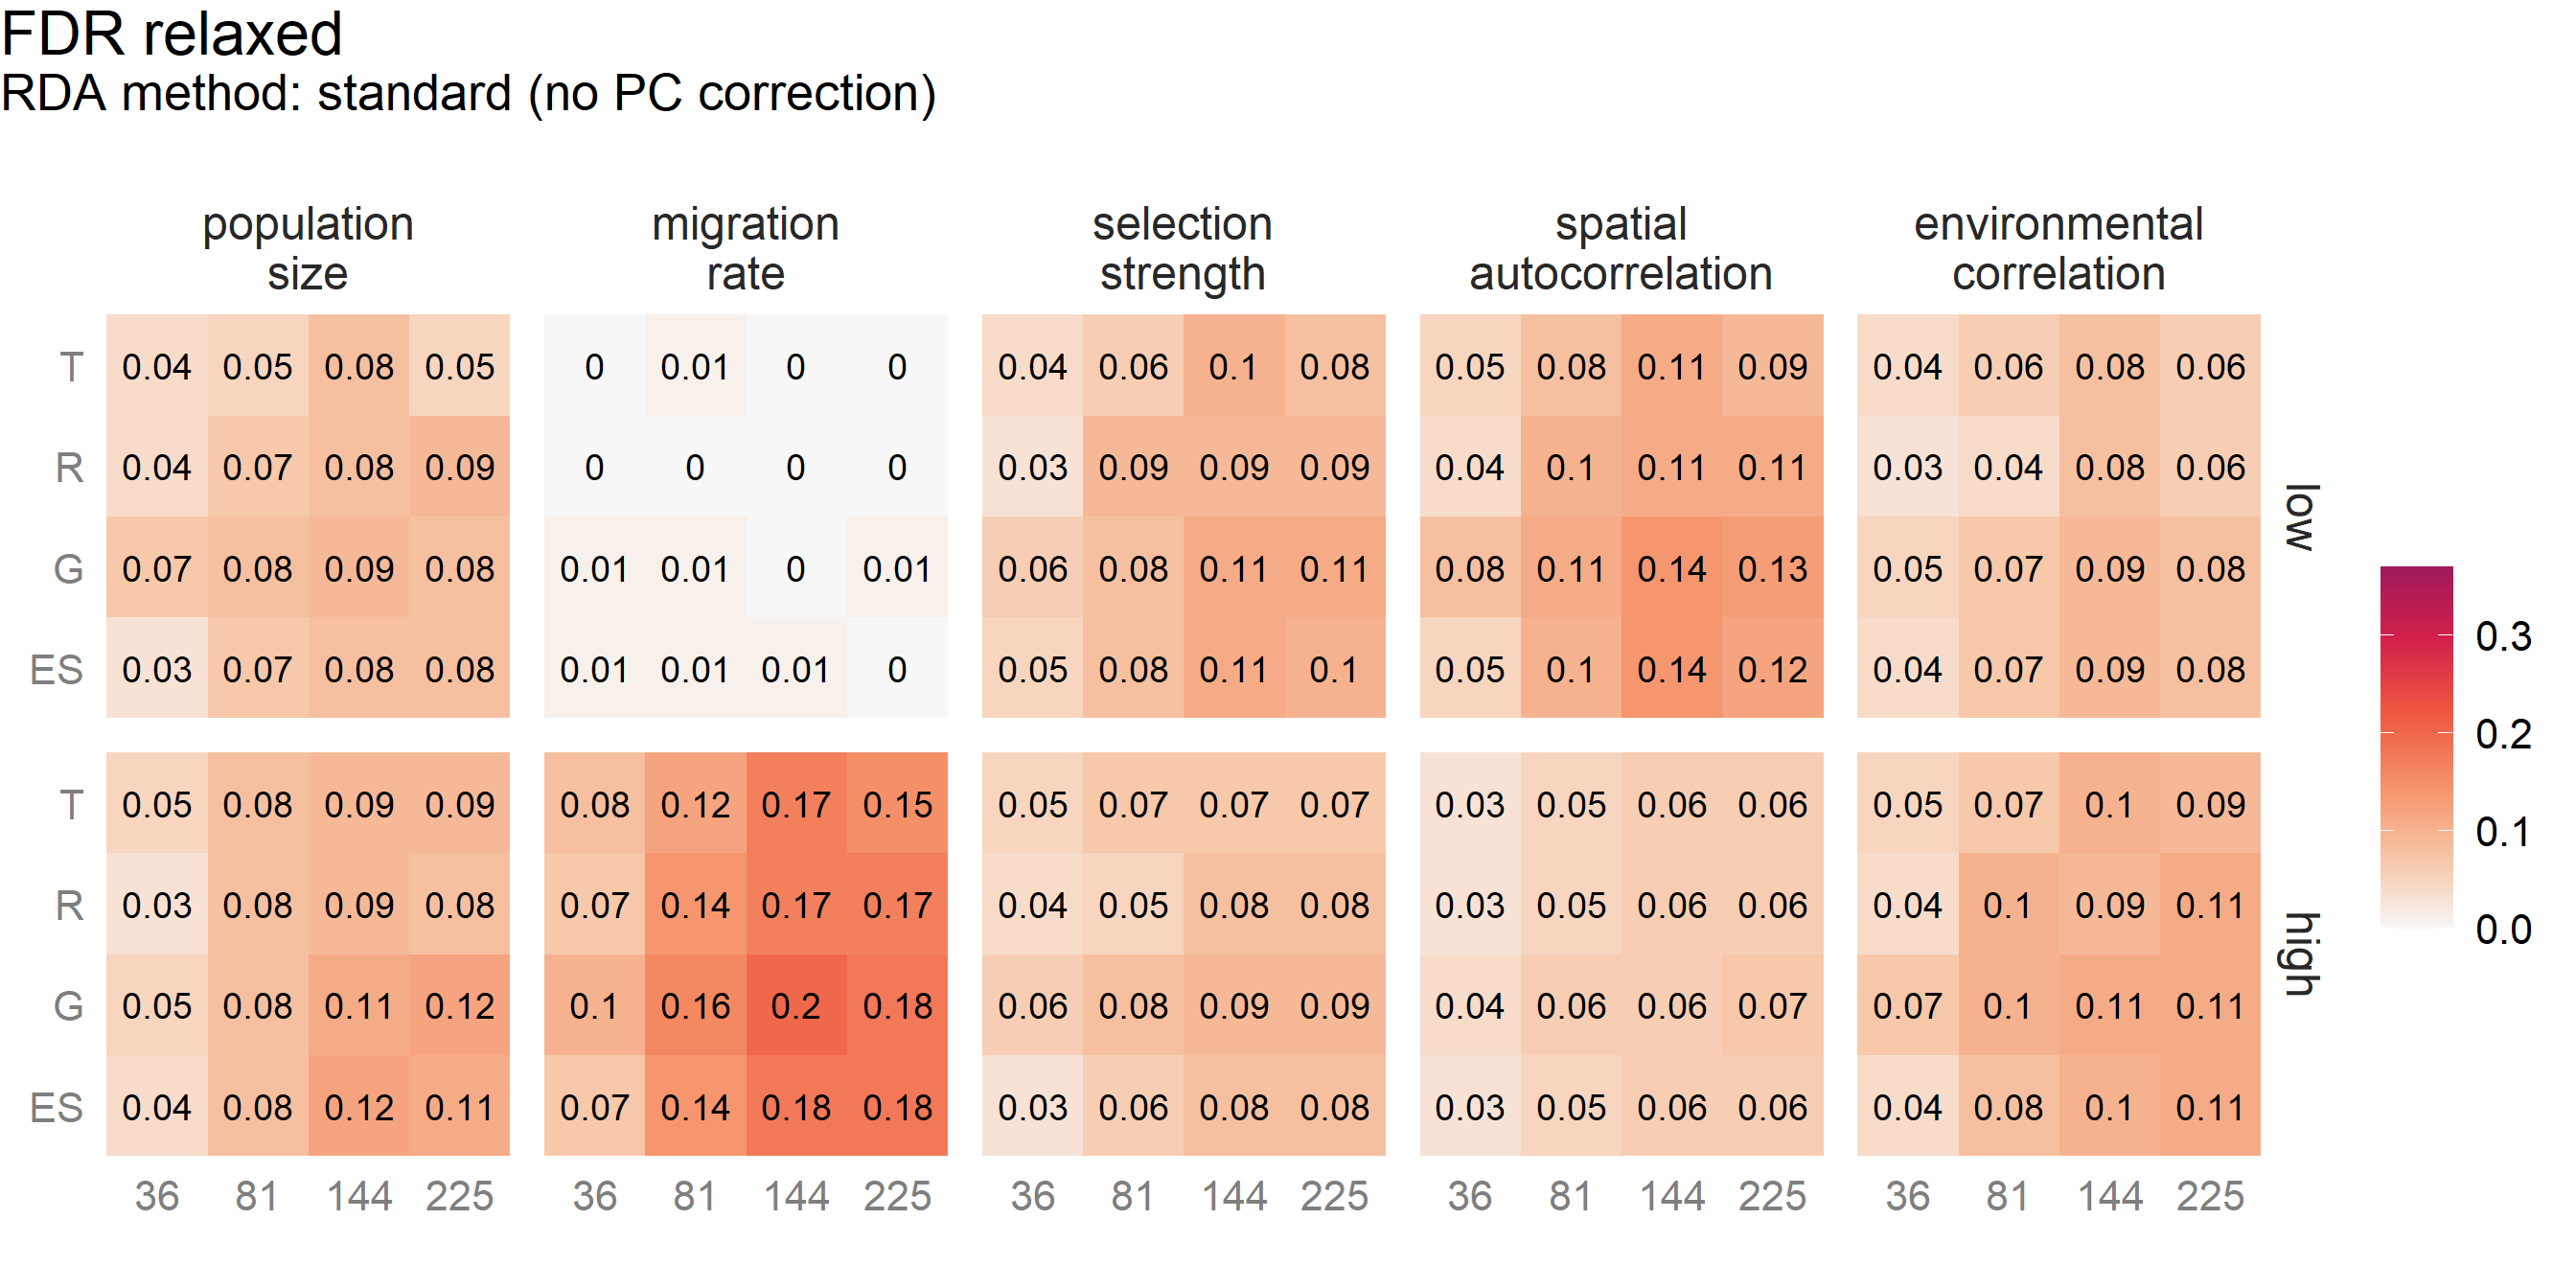 FDR relaxed
RDA method: standard (no PC correction)
population size
migration rate
selection strength
spatial autocorrelation
environmental correlation
T 0.04 0.05 0.08 0.05 0 0.01 0 0 0.04 0.06 0.1 0.08 0.05 0.08 0.11 0.09 0.04 0.06 0.08 0.06
R 0.04 0.07 0.08 0.09 0 0 0 0 0.03 0.09 0.09 0.09 0.04 0.1 0.11 0.11 0.03 0.04 0.08 0.06
G 0.07 0.08 0.09 0.08 0.01 0.01 0 0.01 0.06 0.08 0.11 0.11 0.08 0.11 0.14 0.13 0.05 0.07 0.09 0.08
ES 0.03 0.07 0.08 0.08 0.01 0.01 0.01 0 0.05 0.08 0.11 0.1 0.05 0.1 0.14 0.12 0.04 0.07 0.09 0.08
low
T 0.05 0.08 0.09 0.09 0.08 0.12 0.17 0.15 0.05 0.07 0.07 0.07 0.03 0.05 0.06 0.06 0.05 0.07 0.1 0.09
R 0.03 0.08 0.09 0.08 0.07 0.14 0.17 0.17 0.04 0.05 0.08 0.08 0.03 0.05 0.06 0.06 0.04 0.1 0.09 0.11
G 0.05 0.08 0.11 0.12 0.1 0.16 0.2 0.18 0.06 0.08 0.09 0.09 0.04 0.06 0.06 0.07 0.07 0.1 0.11 0.11
ES 0.04 0.08 0.12 0.11 0.07 0.14 0.18 0.18 0.03 0.06 0.08 0.08 0.03 0.05 0.06 0.06 0.04 0.08 0.1 0.11
high
36 81 144 225 36 81 144 225 36 81 144 225 36 81 144 225 36 81 144 225
0.3
0.2
0.1
0.0